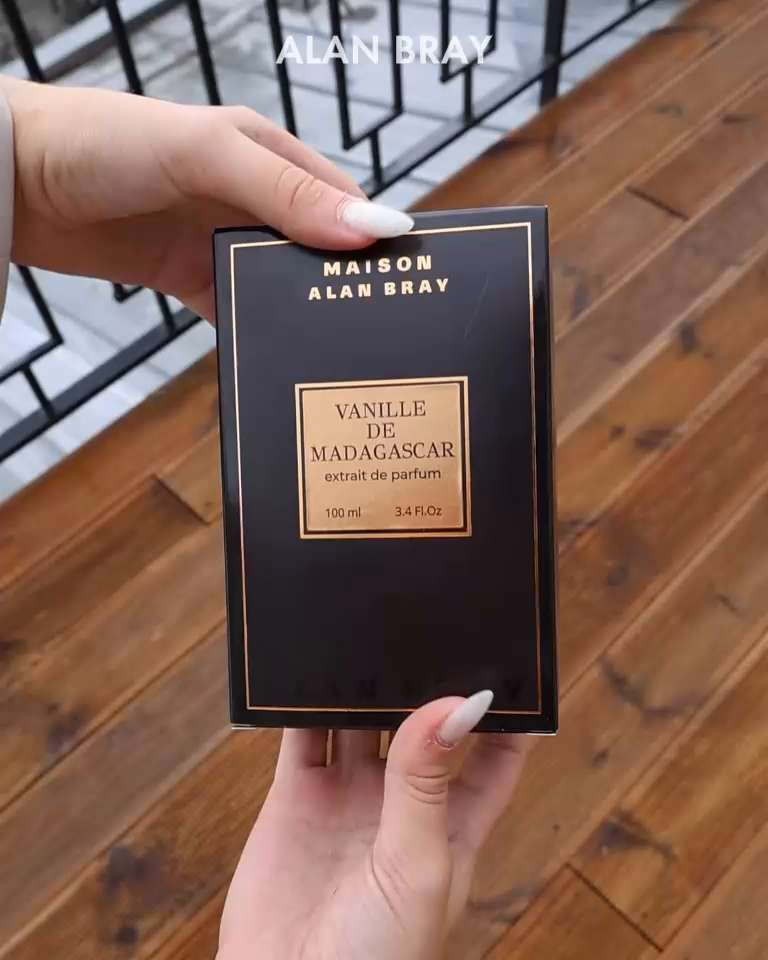 ALAN BRAY
MAISON
ALAN BRAY
VANILLE
DE
MADAGASCAR
extrait de parfum
100 ml 3.4 Fl.Oz